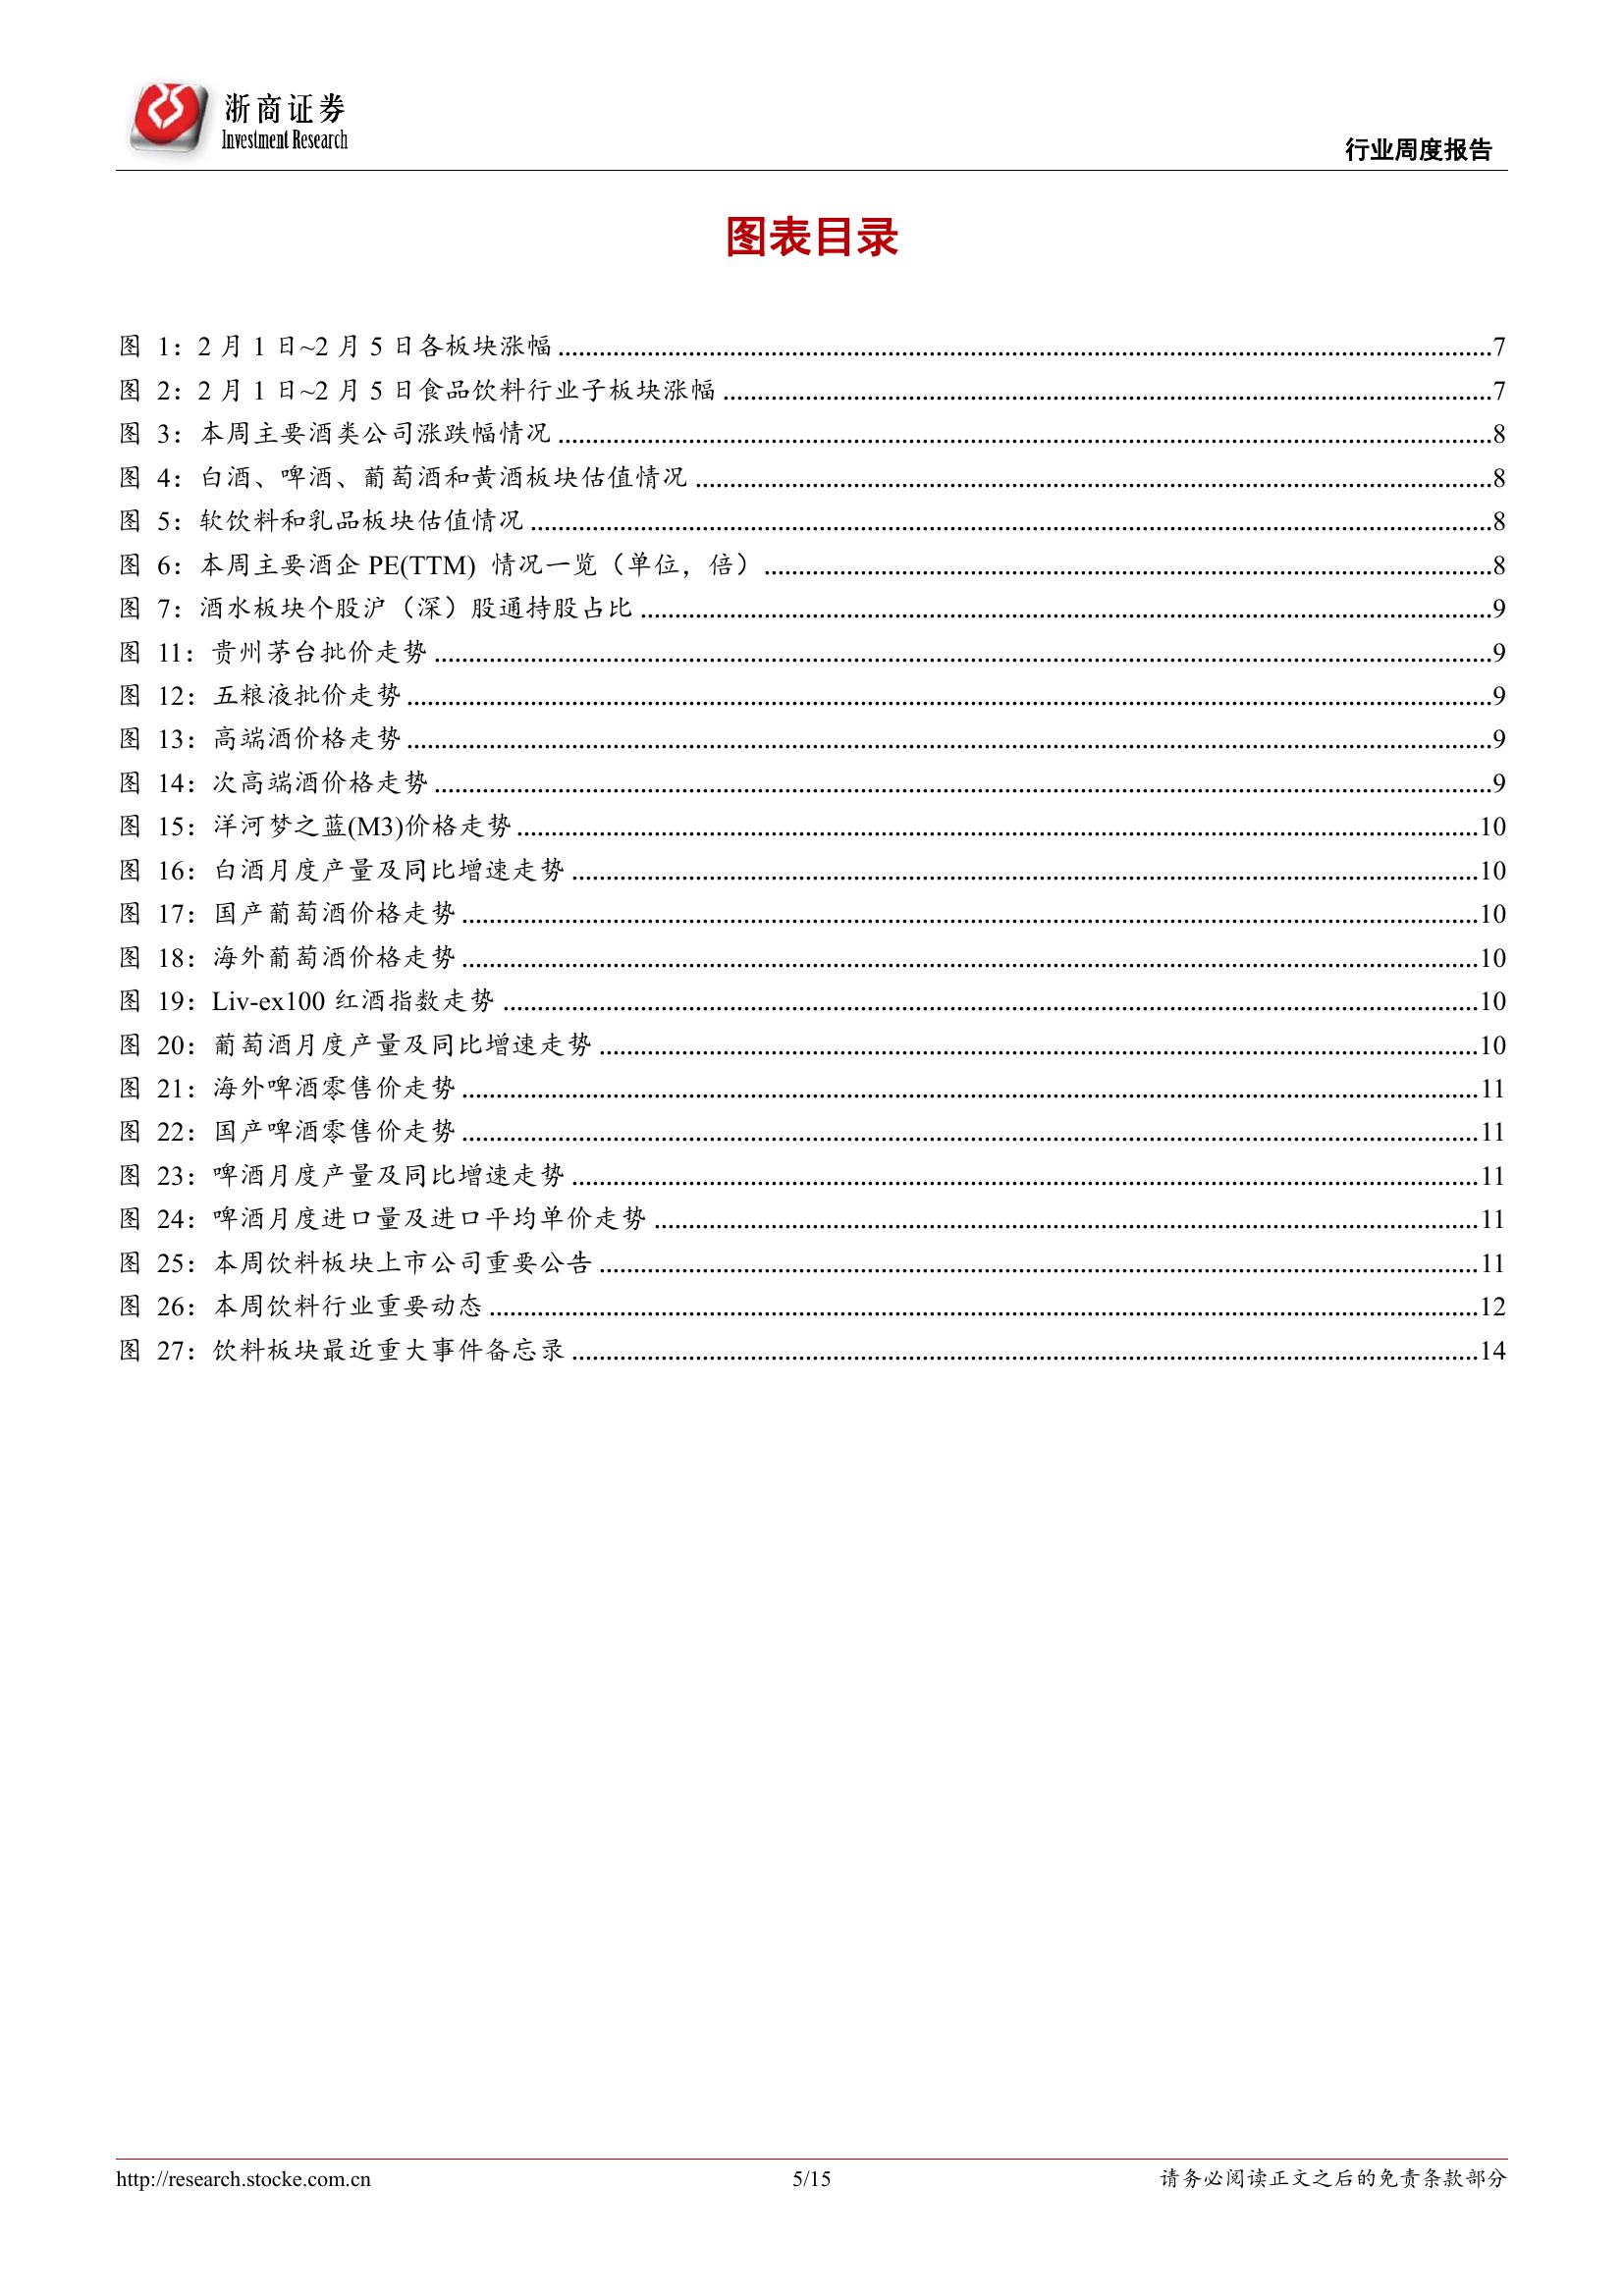 浙商证券
Investment Research
行业周度报告
图表目录
图 1：2 月 1 日~2 月 5 日各板块涨幅 ........ 7
图 2：2 月 1 日~2 月 5 日食品饮料行业子板块涨幅 ........ 7
图 3：本周主要酒类公司涨跌幅情况 ........ 8
图 4：白酒、啤酒、葡萄酒和黄酒板块估值情况 ........ 8
图 5：软饮料和乳品板块估值情况 ........ 8
图 6：本周主要酒企 PE(TTM) 情况一览（单位，倍） ........ 8
图 7：酒水板块个股沪（深）股通持股占比 ........ 9
图 11：贵州茅台批价走势 ........ 9
图 12：五粮液批价走势 ........ 9
图 13：高端酒价格走势 ........ 9
图 14：次高端酒价格走势 ........ 9
图 15：洋河梦之蓝(M3)价格走势 ........ 10
图 16：白酒月度产量及同比增速走势 ........ 10
图 17：国产葡萄酒价格走势 ........ 10
图 18：海外葡萄酒价格走势 ........ 10
图 19：Liv-ex100 红酒指数走势 ........ 10
图 20：葡萄酒月度产量及同比增速走势 ........ 10
图 21：海外啤酒零售价走势 ........ 11
图 22：国产啤酒零售价走势 ........ 11
图 23：啤酒月度产量及同比增速走势 ........ 11
图 24：啤酒月度进口量及进口平均单价走势 ........ 11
图 25：本周饮料板块上市公司重要公告 ........ 11
图 26：本周饮料行业重要动态 ........ 12
图 27：饮料板块最近重大事件备忘录 ........ 14
http://research.stocke.com.cn 5/15 请务必阅读正文之后的免责条款部分